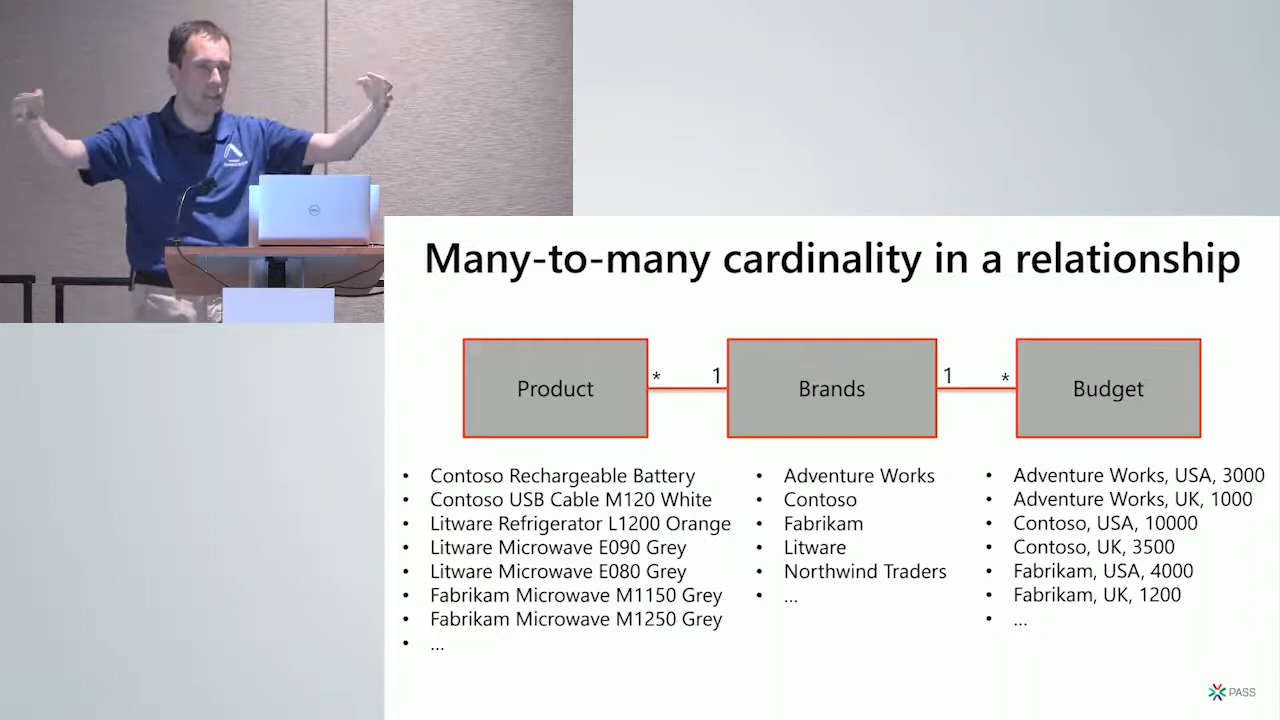 DELL
Many-to-many cardinality in a relationship
Product
*
1
Brands
1
*
Budget
• Contoso Rechargeable Battery
• Contoso USB Cable M120 White
• Litware Refrigerator L1200 Orange
• Litware Microwave E090 Grey
• Litware Microwave E080 Grey
• Fabrikam Microwave M1150 Grey
• Fabrikam Microwave M1250 Grey
• ...
• Adventure Works
• Contoso
• Fabrikam
• Litware
• Northwind Traders
• ...
• Adventure Works, USA, 3000
• Adventure Works, UK, 1000
• Contoso, USA, 10000
• Contoso, UK, 3500
• Fabrikam, USA, 4000
• Fabrikam, UK, 1200
• ...
PASS